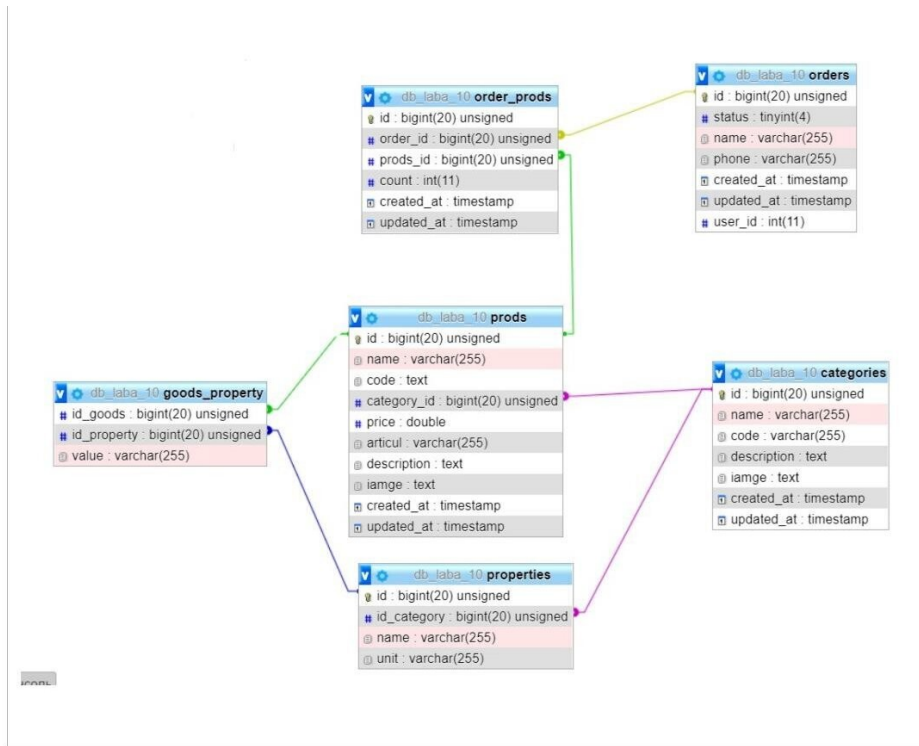 db_laba_10 orders
id : bigint(20) unsigned
status : tinyint(4)
name : varchar(255)
phone : varchar(255)
created_at : timestamp
updated_at : timestamp
user_id : int(11)
db_laba_10 order_prods
id : bigint(20) unsigned
order_id : bigint(20) unsigned
prods_id : bigint(20) unsigned
count : int(11)
created_at : timestamp
updated_at : timestamp
db_laba_10 prods
id : bigint(20) unsigned
name : varchar(255)
code : text
category_id : bigint(20) unsigned
price : double
articul : varchar(255)
description : text
iamge : text
created_at : timestamp
updated_at : timestamp
db_laba_10 goods_property
id_goods : bigint(20) unsigned
id_property : bigint(20) unsigned
value : varchar(255)
db_laba_10 categories
id : bigint(20) unsigned
name : varchar(255)
code : varchar(255)
description : text
iamge : text
created_at : timestamp
updated_at : timestamp
db_laba_10 properties
id : bigint(20) unsigned
id_category : bigint(20) unsigned
name : varchar(255)
unit : varchar(255)